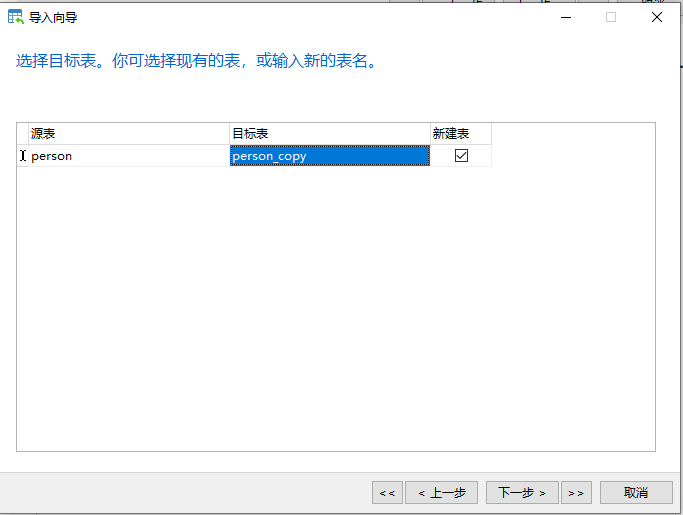 导入向导
选择目标表。你可选择现有的表，或输入新的表名。
源表 目标表 新建表
person person_copy
<< < 上一步 下一步 > >> 取消